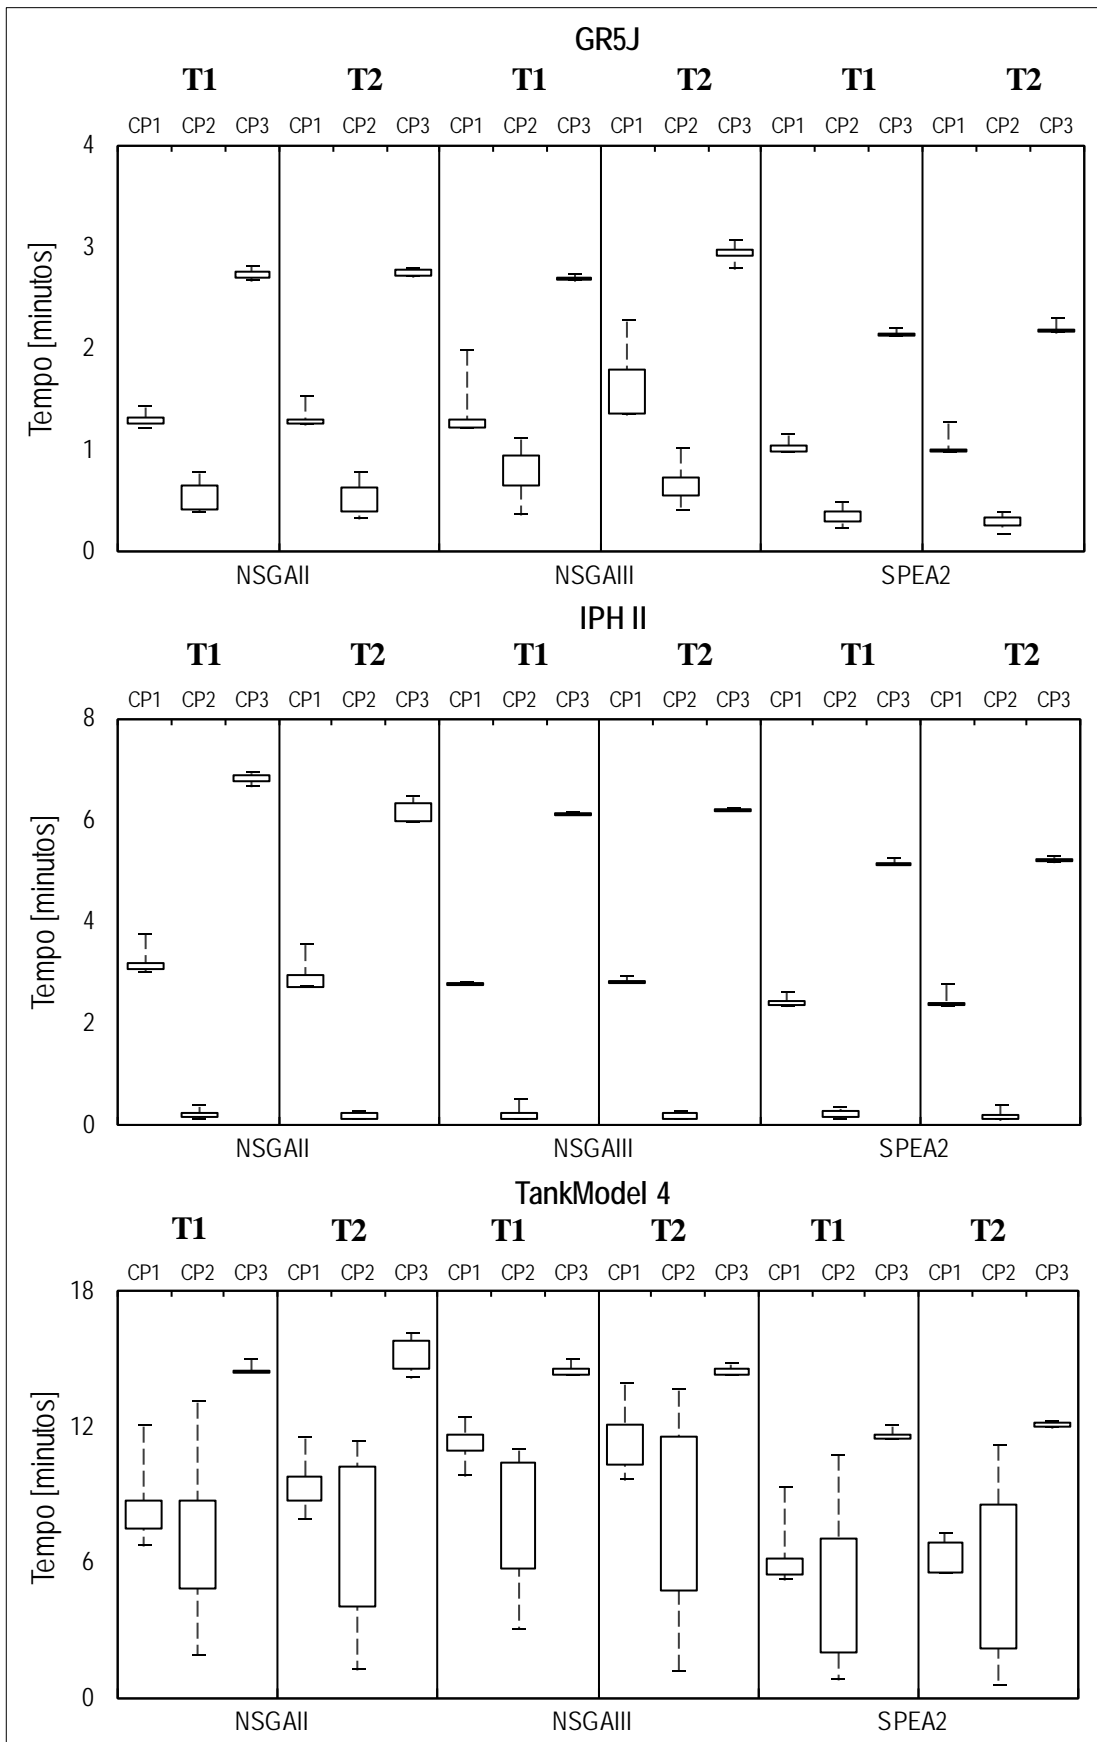 GR5J
T1 T2 T1 T2 T1 T2
CP1 CP2 CP3 CP1 CP2 CP3 CP1 CP2 CP3 CP1 CP2 CP3 CP1 CP2 CP3 CP1 CP2 CP3
4
3
2
1
0
Tempo [minutos]
NSGAII NSGAIII SPEA2
IPH II
T1 T2 T1 T2 T1 T2
CP1 CP2 CP3 CP1 CP2 CP3 CP1 CP2 CP3 CP1 CP2 CP3 CP1 CP2 CP3 CP1 CP2 CP3
8
6
4
2
0
Tempo [minutos]
NSGAII NSGAIII SPEA2
TankModel 4
T1 T2 T1 T2 T1 T2
CP1 CP2 CP3 CP1 CP2 CP3 CP1 CP2 CP3 CP1 CP2 CP3 CP1 CP2 CP3 CP1 CP2 CP3
18
12
6
0
Tempo [minutos]
NSGAII NSGAIII SPEA2